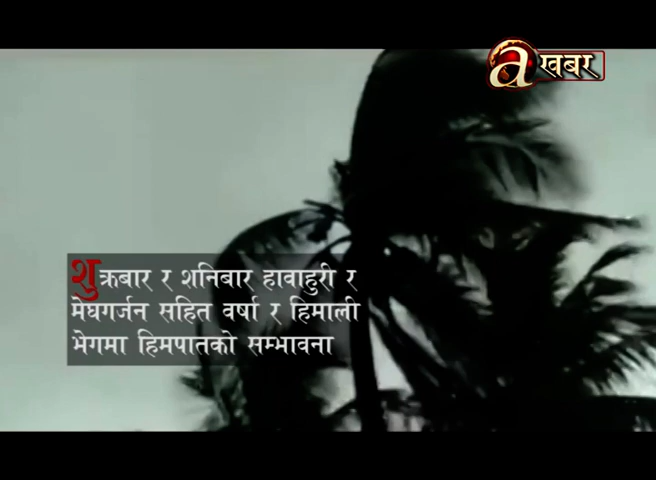 a खबर
शुक्रबार र शनिबार हावाहुरी र
मेघगर्जन सहित वर्षा र हिमाली
भेगमा हिमपातको सम्भावना